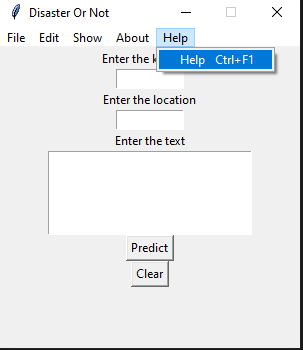 Disaster Or Not
File Edit Show About Help
Help Ctrl+F1
Enter the
Enter the location
Enter the text
Predict
Clear